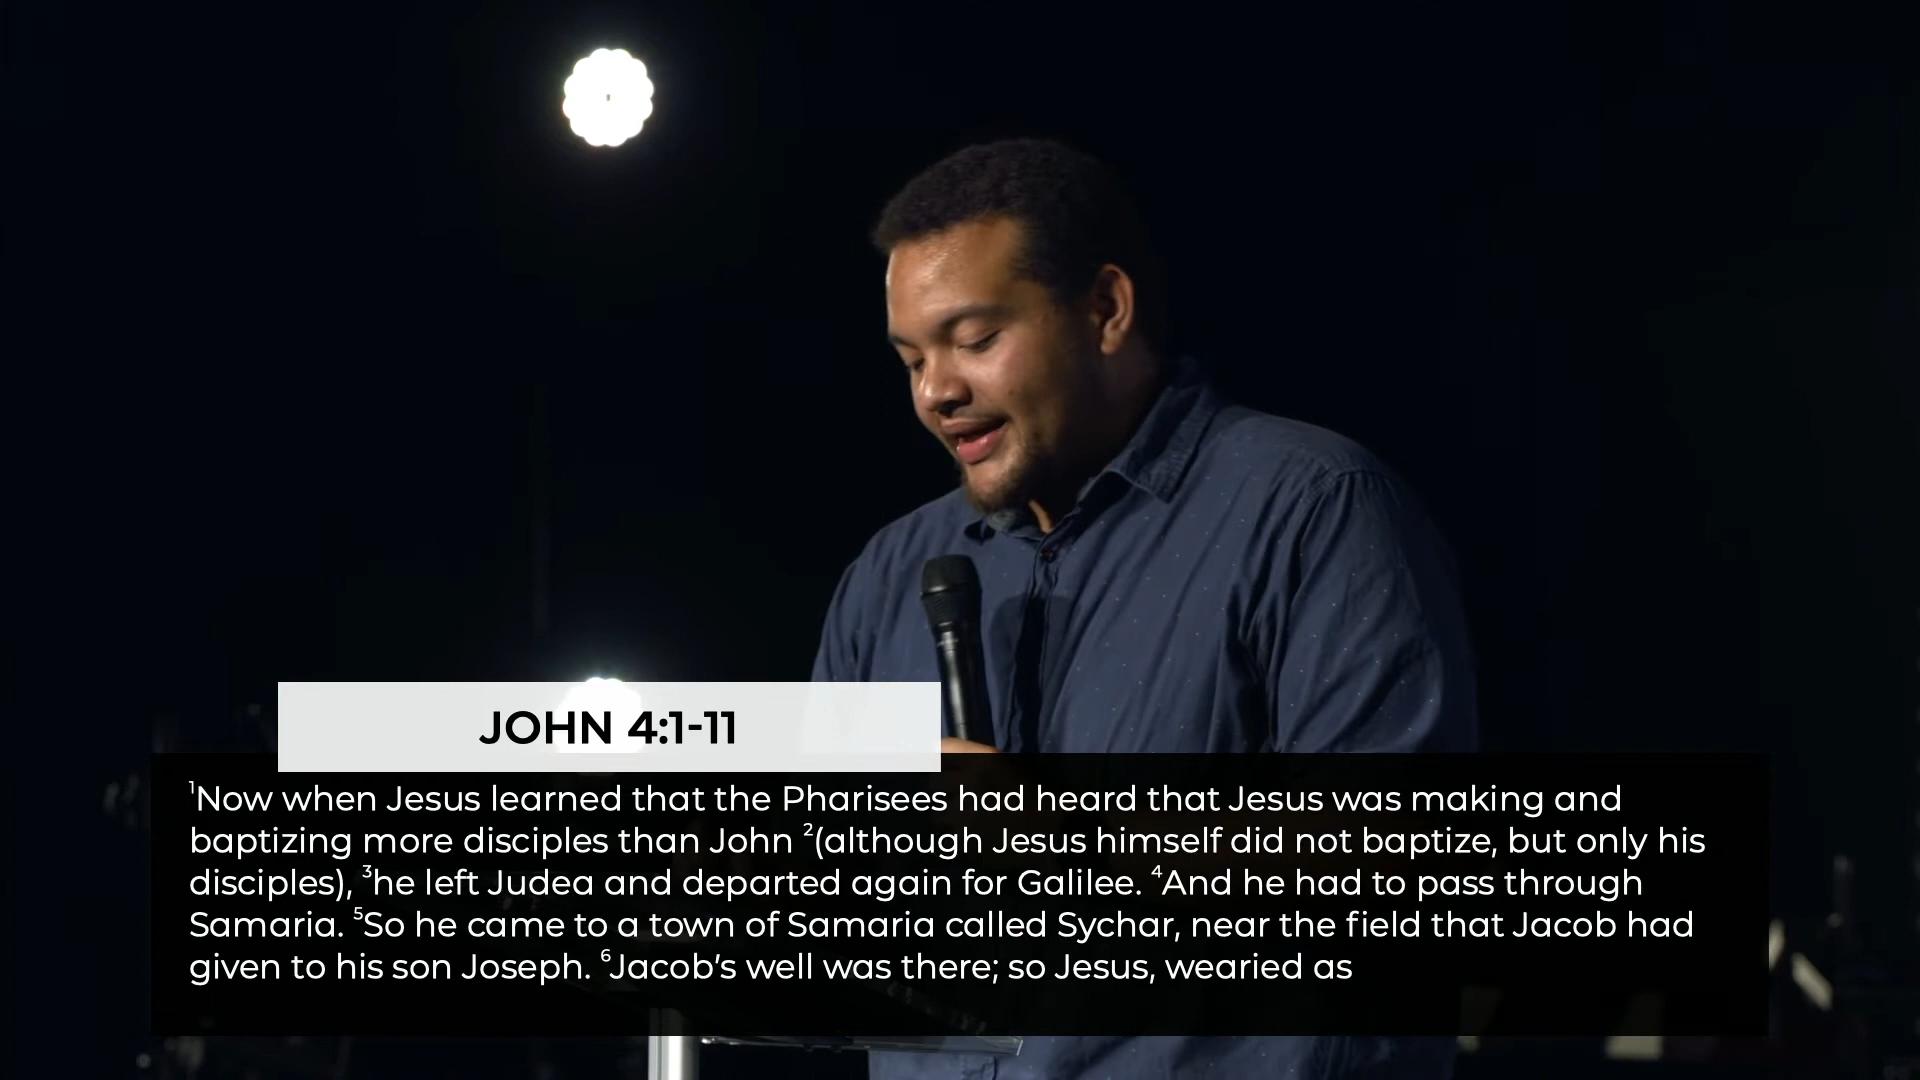 JOHN 4:1-11
¹Now when Jesus learned that the Pharisees had heard that Jesus was making and
baptizing more disciples than John ²(although Jesus himself did not baptize, but only his
disciples), ³he left Judea and departed again for Galilee. ⁴And he had to pass through
Samaria. ⁵So he came to a town of Samaria called Sychar, near the field that Jacob had
given to his son Joseph. ⁶Jacob’s well was there; so Jesus, wearied as